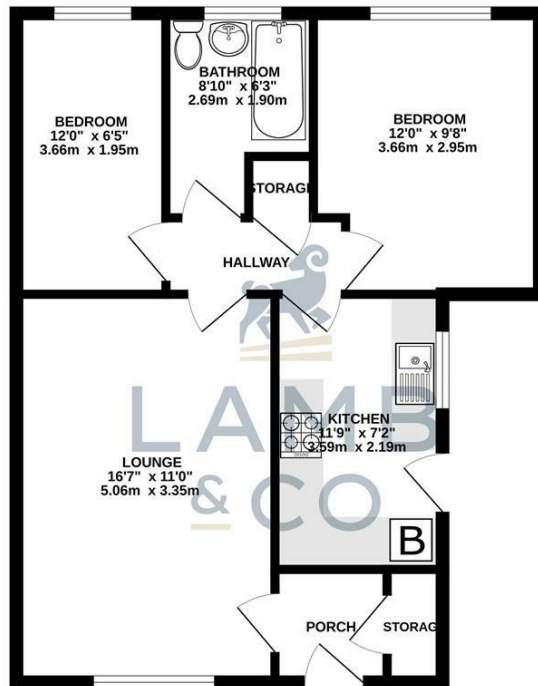 BATHROOM
8'10" x 6'3"
2.69m x 1.90m
BEDROOM
12'0" x 6'5"
3.66m x 1.95m
BEDROOM
12'0" x 9'8"
3.66m x 2.95m
STORAGE
HALLWAY
LAMB
& CO
KITCHEN
11'9" x 7'2"
3.59m x 2.19m
LOUNGE
16'7" x 11'0"
5.06m x 3.35m
B
PORCH
STORAG